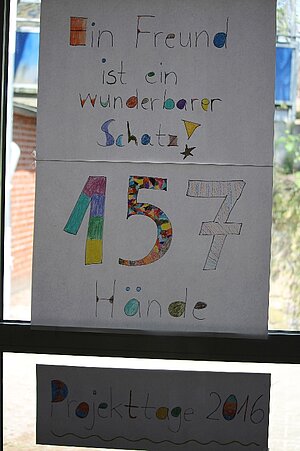 Ein Freund
ist ein
wunderbarer
Schatz!
157
Hände
Projekttage 2016